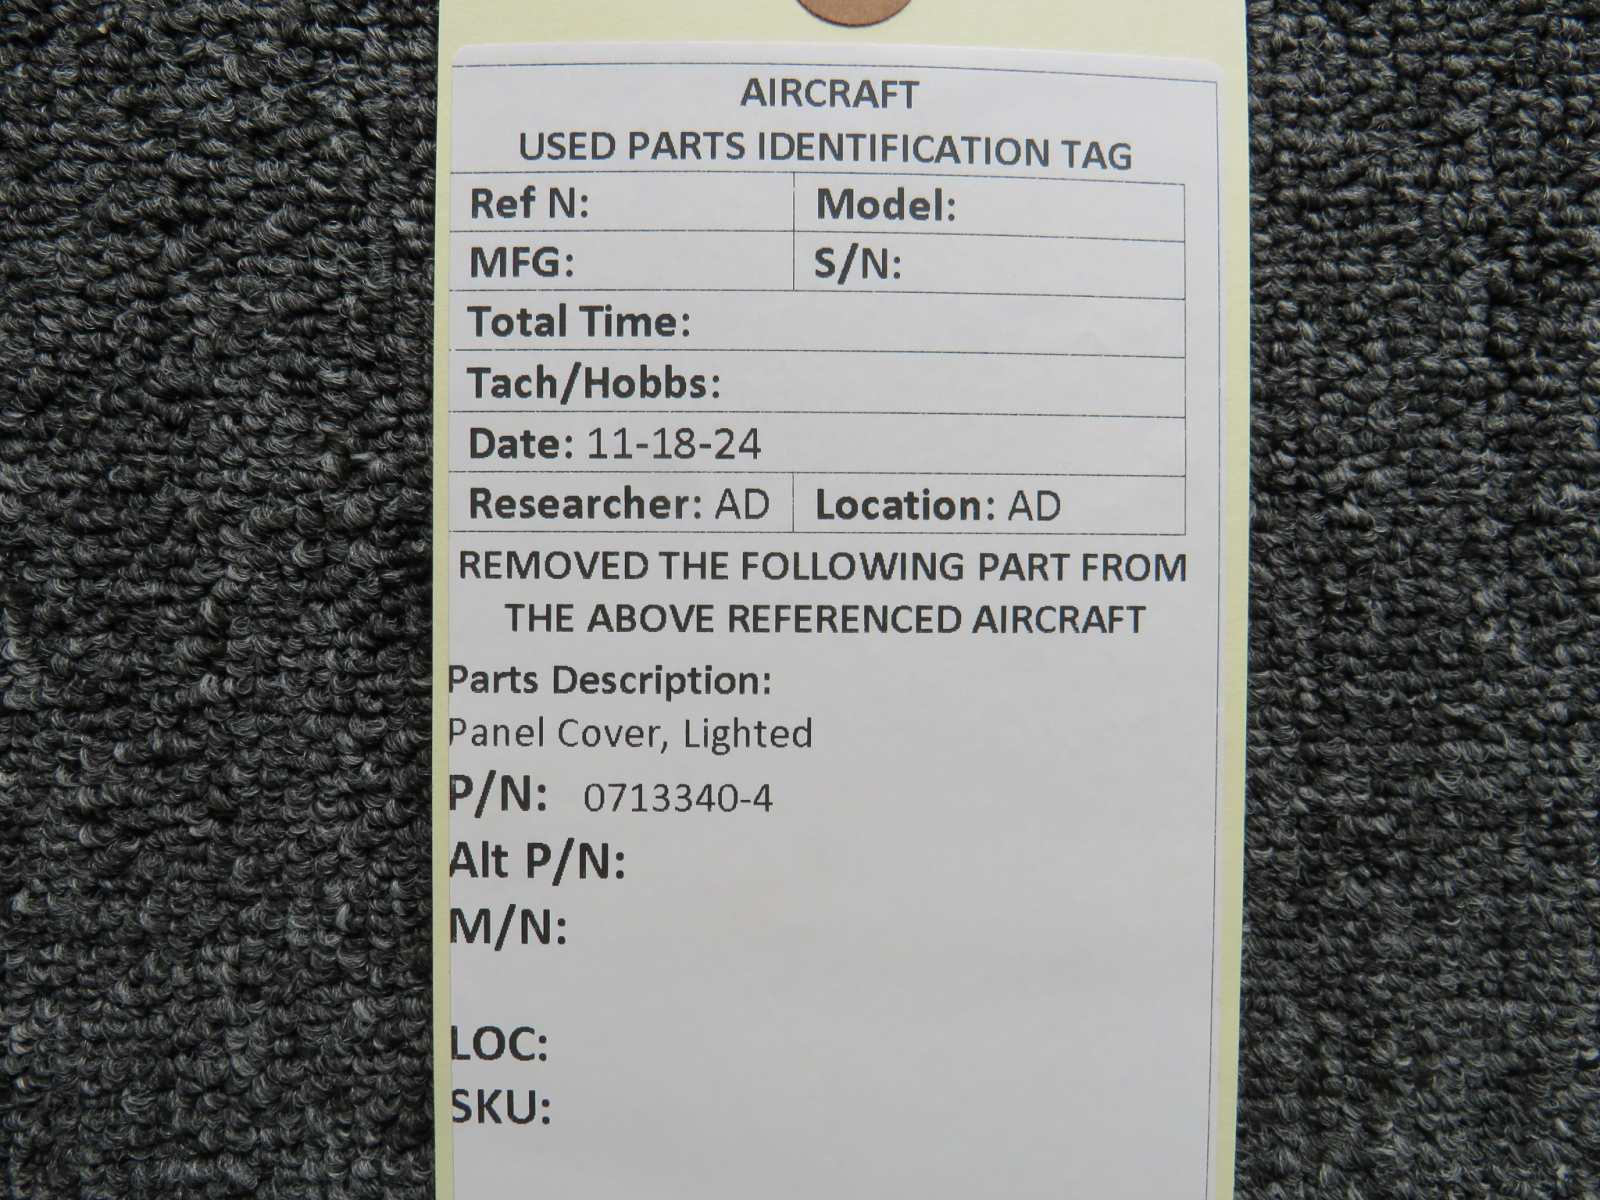 AIRCRAFT
USED PARTS IDENTIFICATION TAG
Ref N: Model:
MFG: S/N:
Total Time:
Tach/Hobbs:
Date: 11-18-24
Researcher: AD Location: AD
REMOVED THE FOLLOWING PART FROM
THE ABOVE REFERENCED AIRCRAFT
Parts Description:
Panel Cover, Lighted
P/N: 0713340-4
Alt P/N:
M/N:
LOC:
SKU: